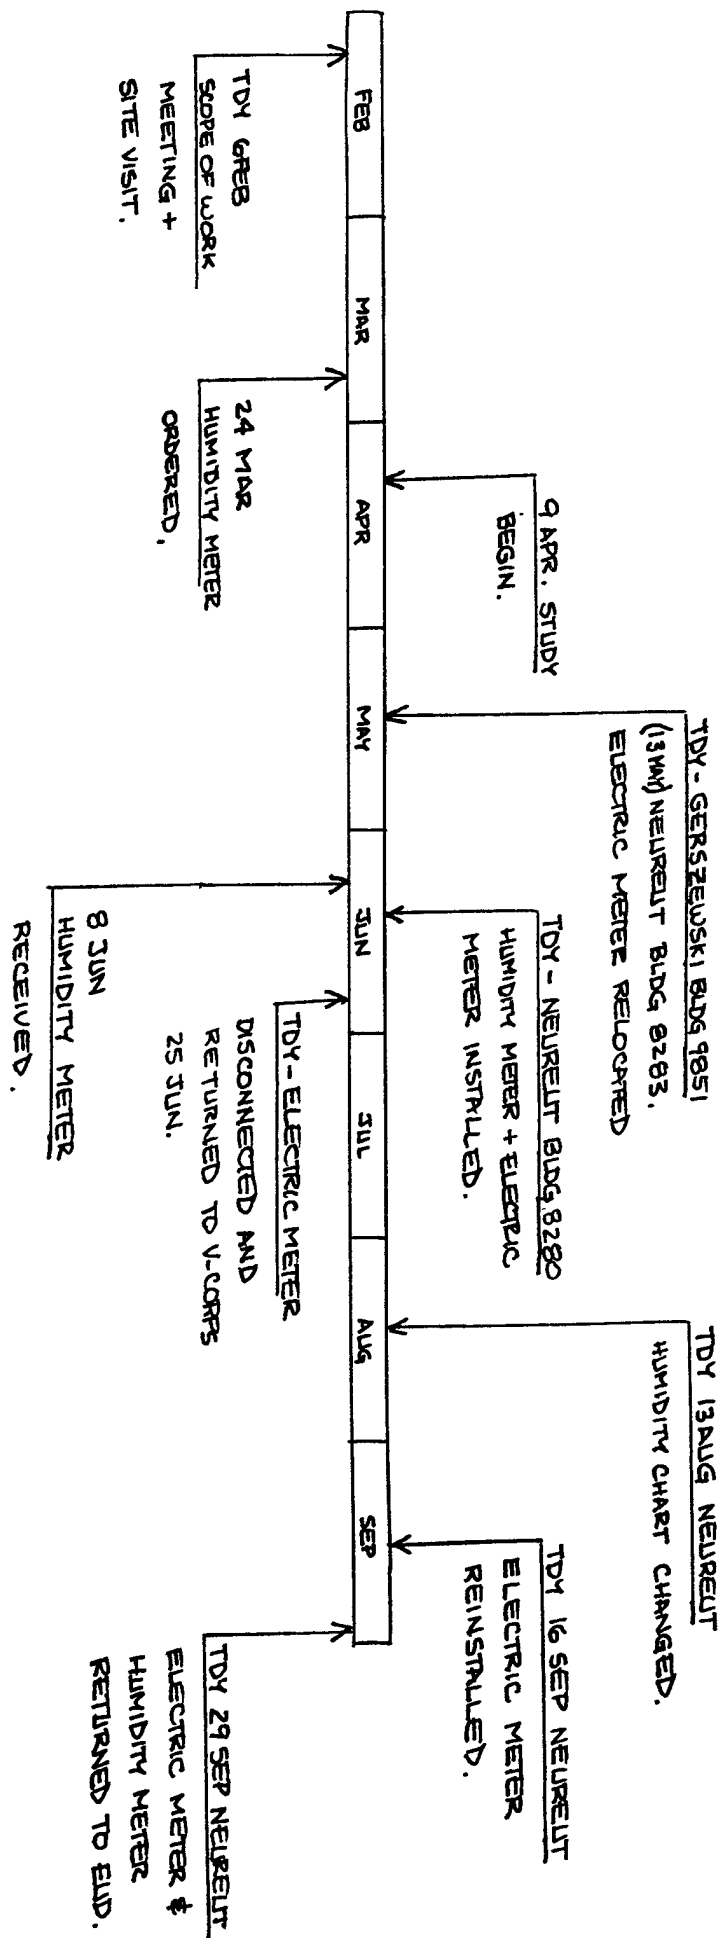 TDY - GERSZEWSKI BLDG 9851
(13 MAY) NEUREUT BLDG 8283.
ELECTRIC METER RELOCATED
TDY 13 AUG NEUREUT
HUMIDITY CHART CHANGED.
9 APR. STUDY
BEGIN.
TDY - NEUREUT BLDG. 8280
HUMIDITY METER + ELECTRIC
METER INSTALLED.
TDY 16 SEP NEUREUT
ELECTRIC METER
REINSTALLED.
FEB
MAR
APR
MAY
JUN
JUL
AUG
SEP
TDY 6 FEB
SCOPE OF WORK
MEETING +
SITE VISIT.
24 MAR
HUMIDITY METER
ORDERED,
TDY - ELECTRIC METER
DISCONNECTED AND
RETURNED TO V-CORPS
25 JUN.
8 JUN
HUMIDITY METER
RECEIVED.
TDY 29 SEP NEUREUT
ELECTRIC METER &
HUMIDITY METER
RETURNED TO EUD.